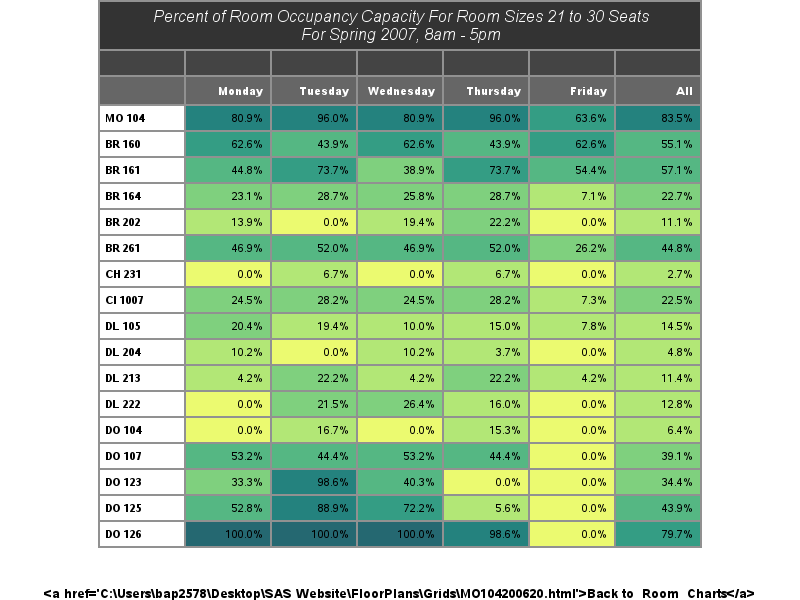 Percent of Room Occupancy Capacity For Room Sizes 21 to 30 Seats
For Spring 2007, 8am - 5pm
Monday Tuesday Wednesday Thursday Friday All
MO 104 80.9% 96.0% 80.9% 96.0% 63.6% 83.5%
BR 160 62.6% 43.9% 62.6% 43.9% 62.6% 55.1%
BR 161 44.8% 73.7% 38.9% 73.7% 54.4% 57.1%
BR 164 23.1% 28.7% 25.8% 28.7% 7.1% 22.7%
BR 202 13.9% 0.0% 19.4% 22.2% 0.0% 11.1%
BR 261 46.9% 52.0% 46.9% 52.0% 26.2% 44.8%
CH 231 0.0% 6.7% 0.0% 6.7% 0.0% 2.7%
CI 1007 24.5% 28.2% 24.5% 28.2% 7.3% 22.5%
DL 105 20.4% 19.4% 10.0% 15.0% 7.8% 14.5%
DL 204 10.2% 0.0% 10.2% 3.7% 0.0% 4.8%
DL 213 4.2% 22.2% 4.2% 22.2% 4.2% 11.4%
DL 222 0.0% 21.5% 26.4% 16.0% 0.0% 12.8%
DO 104 0.0% 16.7% 0.0% 15.3% 0.0% 6.4%
DO 107 53.2% 44.4% 53.2% 44.4% 0.0% 39.1%
DO 123 33.3% 98.6% 40.3% 0.0% 0.0% 34.4%
DO 125 52.8% 88.9% 72.2% 5.6% 0.0% 43.9%
DO 126 100.0% 100.0% 100.0% 98.6% 0.0% 79.7%
<a href='C:\Users\bap2578\Desktop\SAS Website\FloorPlans\Grids\MO104200620.html'>Back to Room Charts</a>